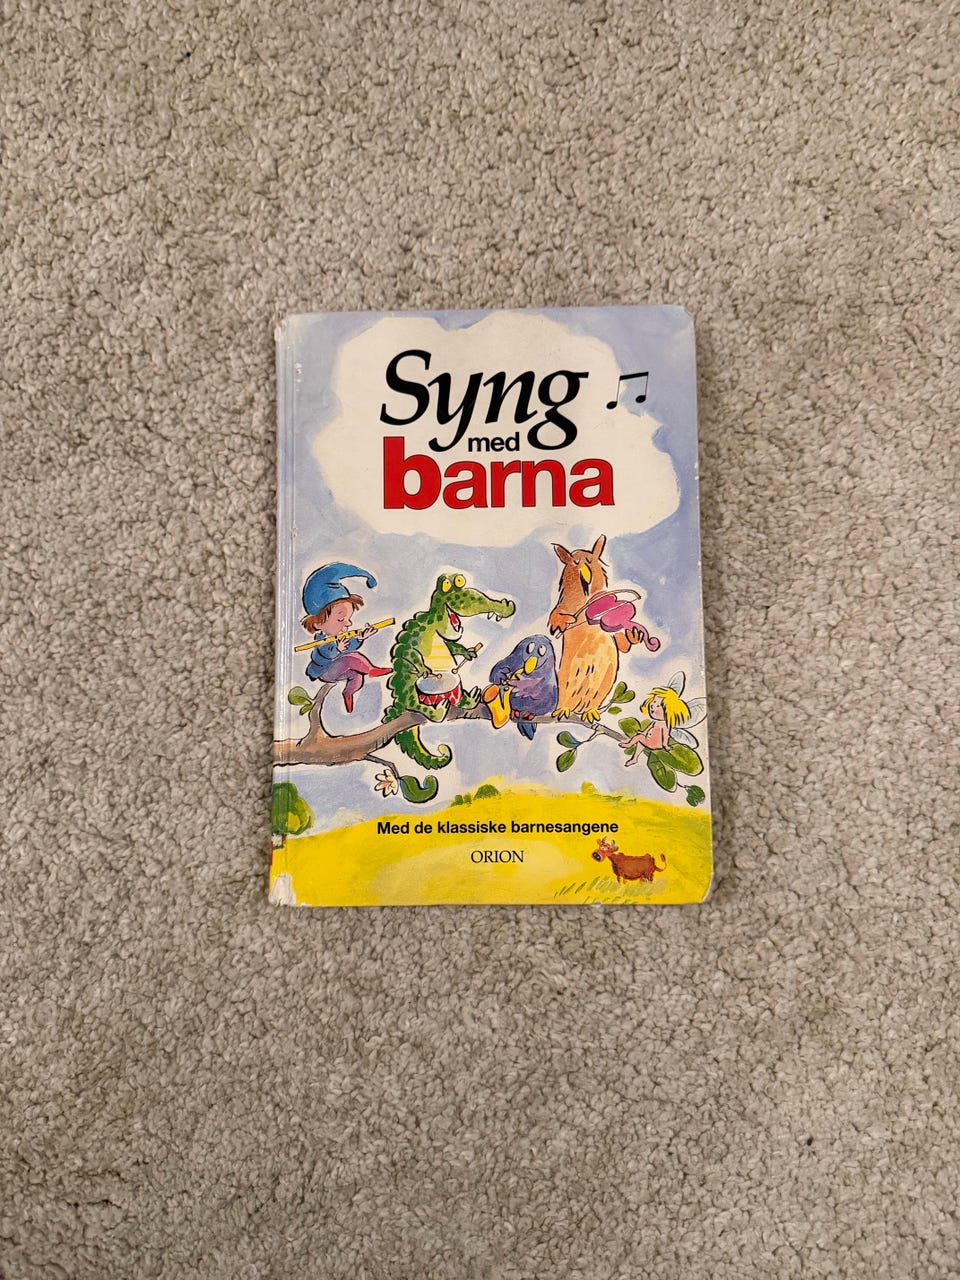 Syng
med
barna
Med de klassiske barnesangene
ORION